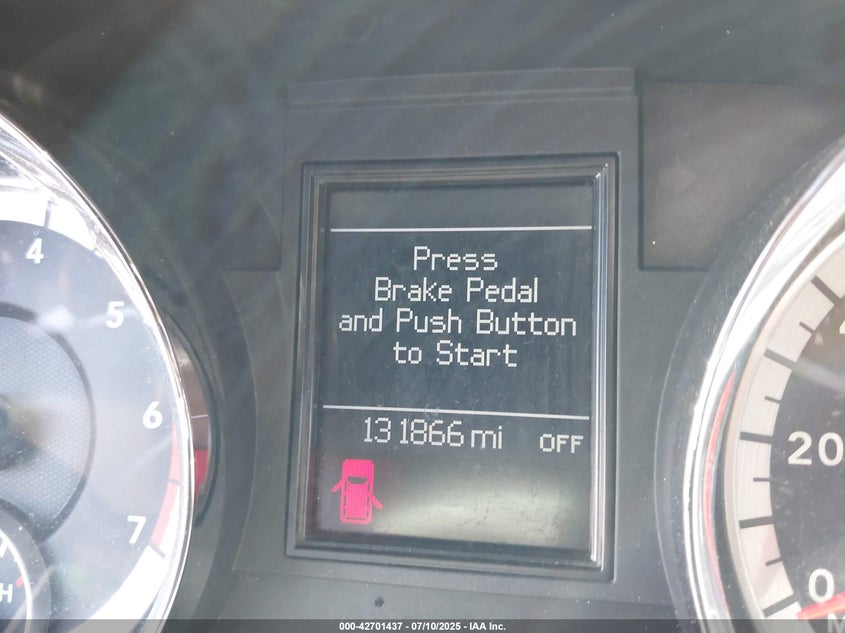 Press
Brake Pedal
and Push Button
to Start
131866 mi OFF
4
5
6
7
H
20
0
M
000-42701437 - 07/10/2025 - IAA Inc.